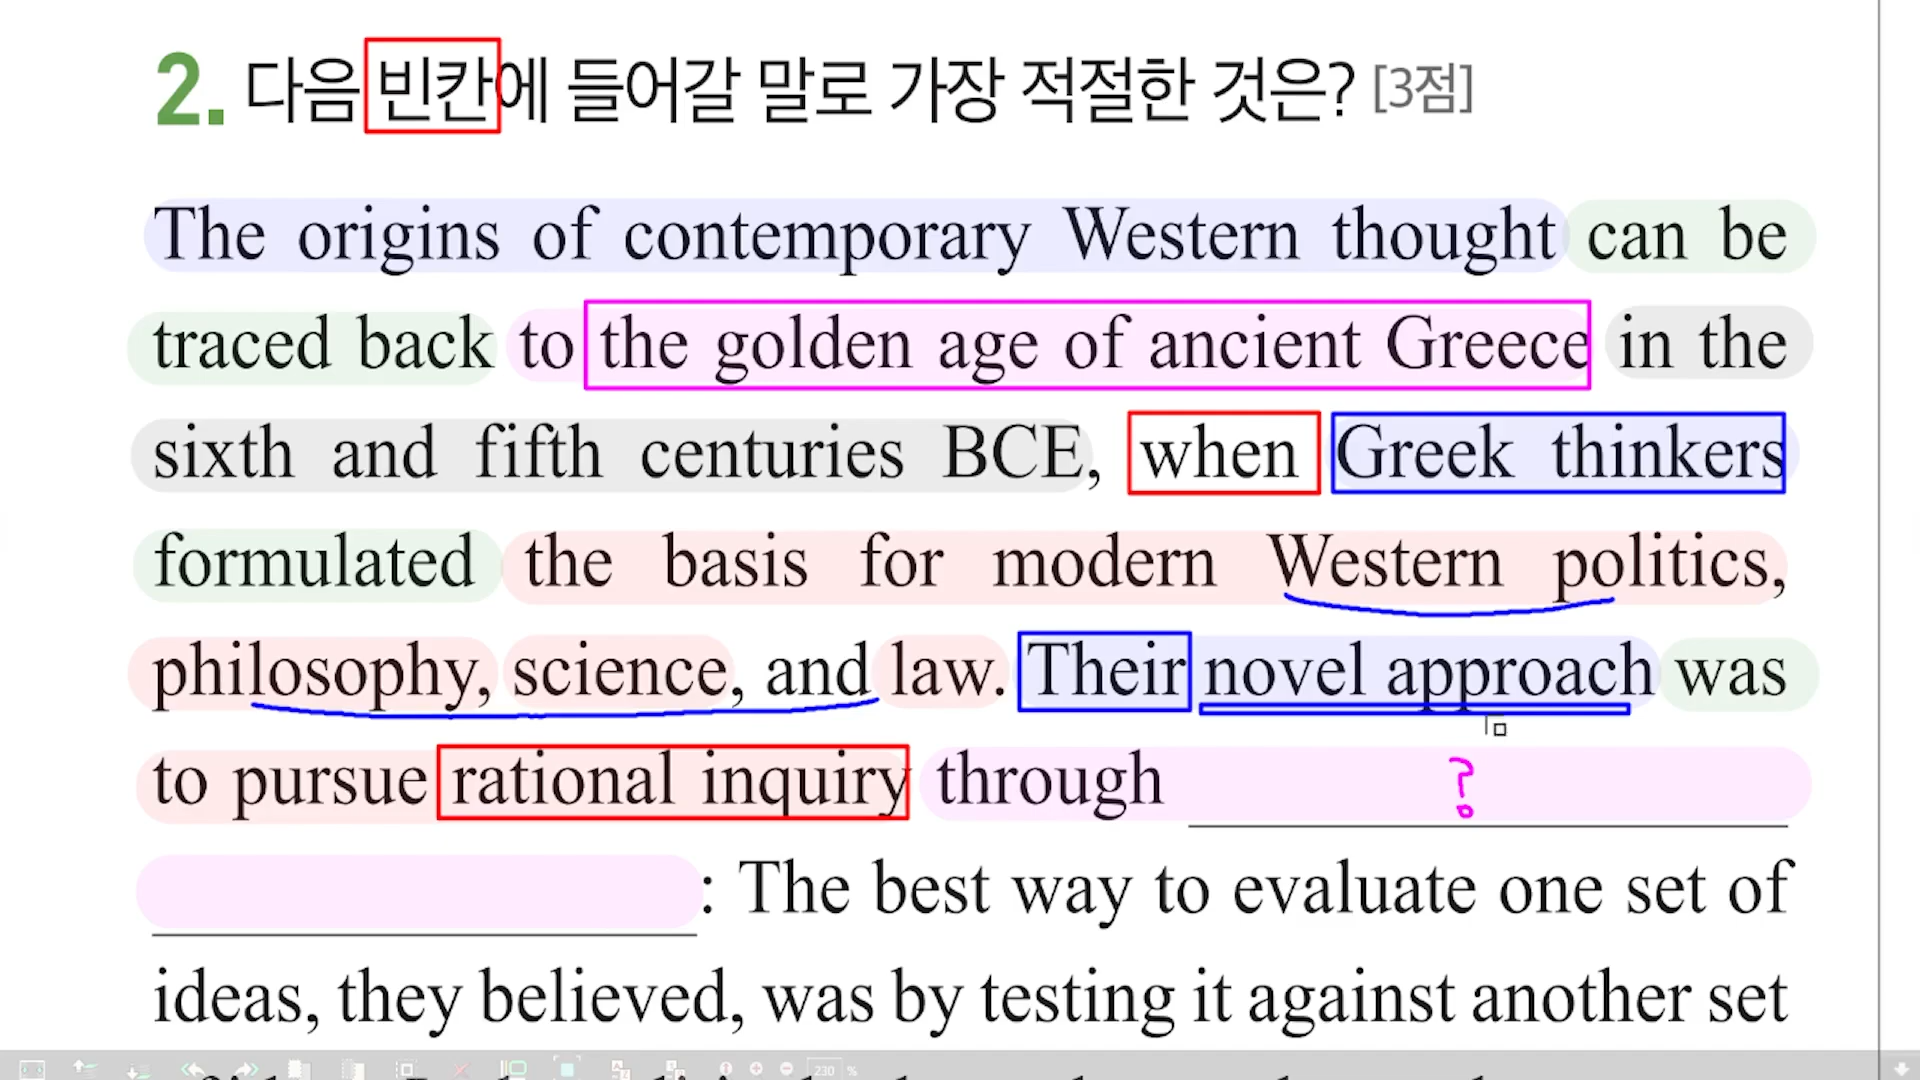 2. 다음 빈칸에 들어갈 말로 가장 적절한 것은? [3점]
The origins of contemporary Western thought can be
traced back to the golden age of ancient Greece in the
sixth and fifth centuries BCE, when Greek thinkers
formulated the basis for modern Western politics,
philosophy, science, and law. Their novel approach was
to pursue rational inquiry through ?
: The best way to evaluate one set of
ideas, they believed, was by testing it against another set
230 %